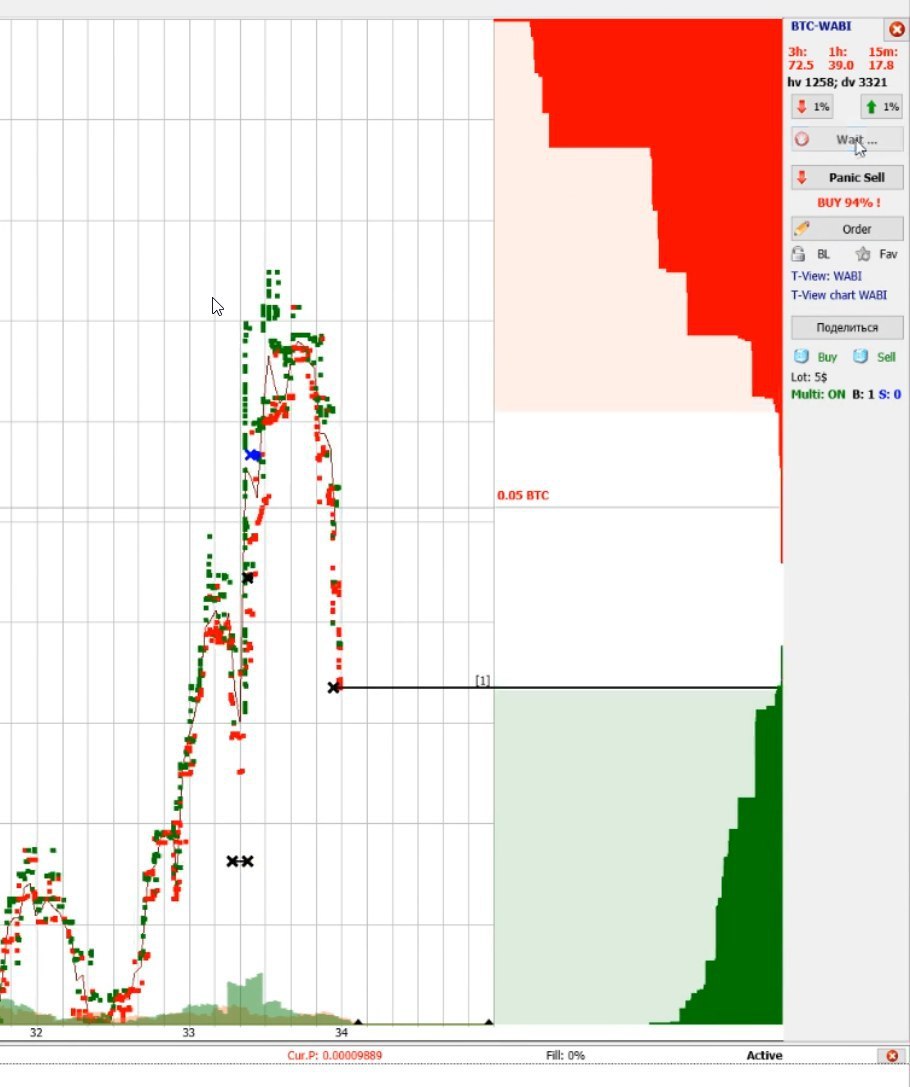 BTC-WABI
3h: 1h: 15m:
72.5 39.0 17.8
hv 1258; dv 3321
1% 1%
Wait ...
Panic Sell
BUY 94% !
Order
BL Fav
T-View: WABI
T-View chart WABI
Поделиться
Buy Sell
Lot: 5$
Multi: ON B: 1 S: 0
0.05 BTC
[1]
32 33 34
Cur.P: 0.00009889 Fill: 0% Active